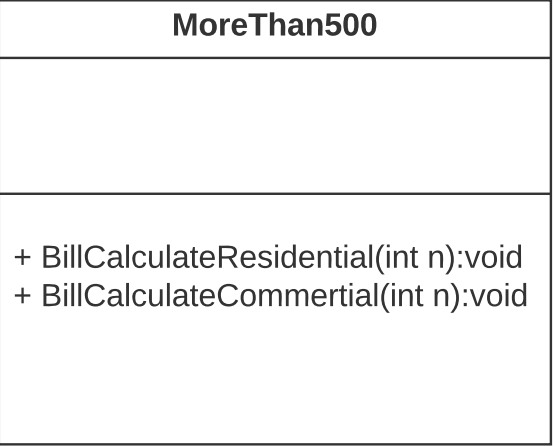 MoreThan500
+ BillCalculateResidential(int n):void
+ BillCalculateCommertial(int n):void